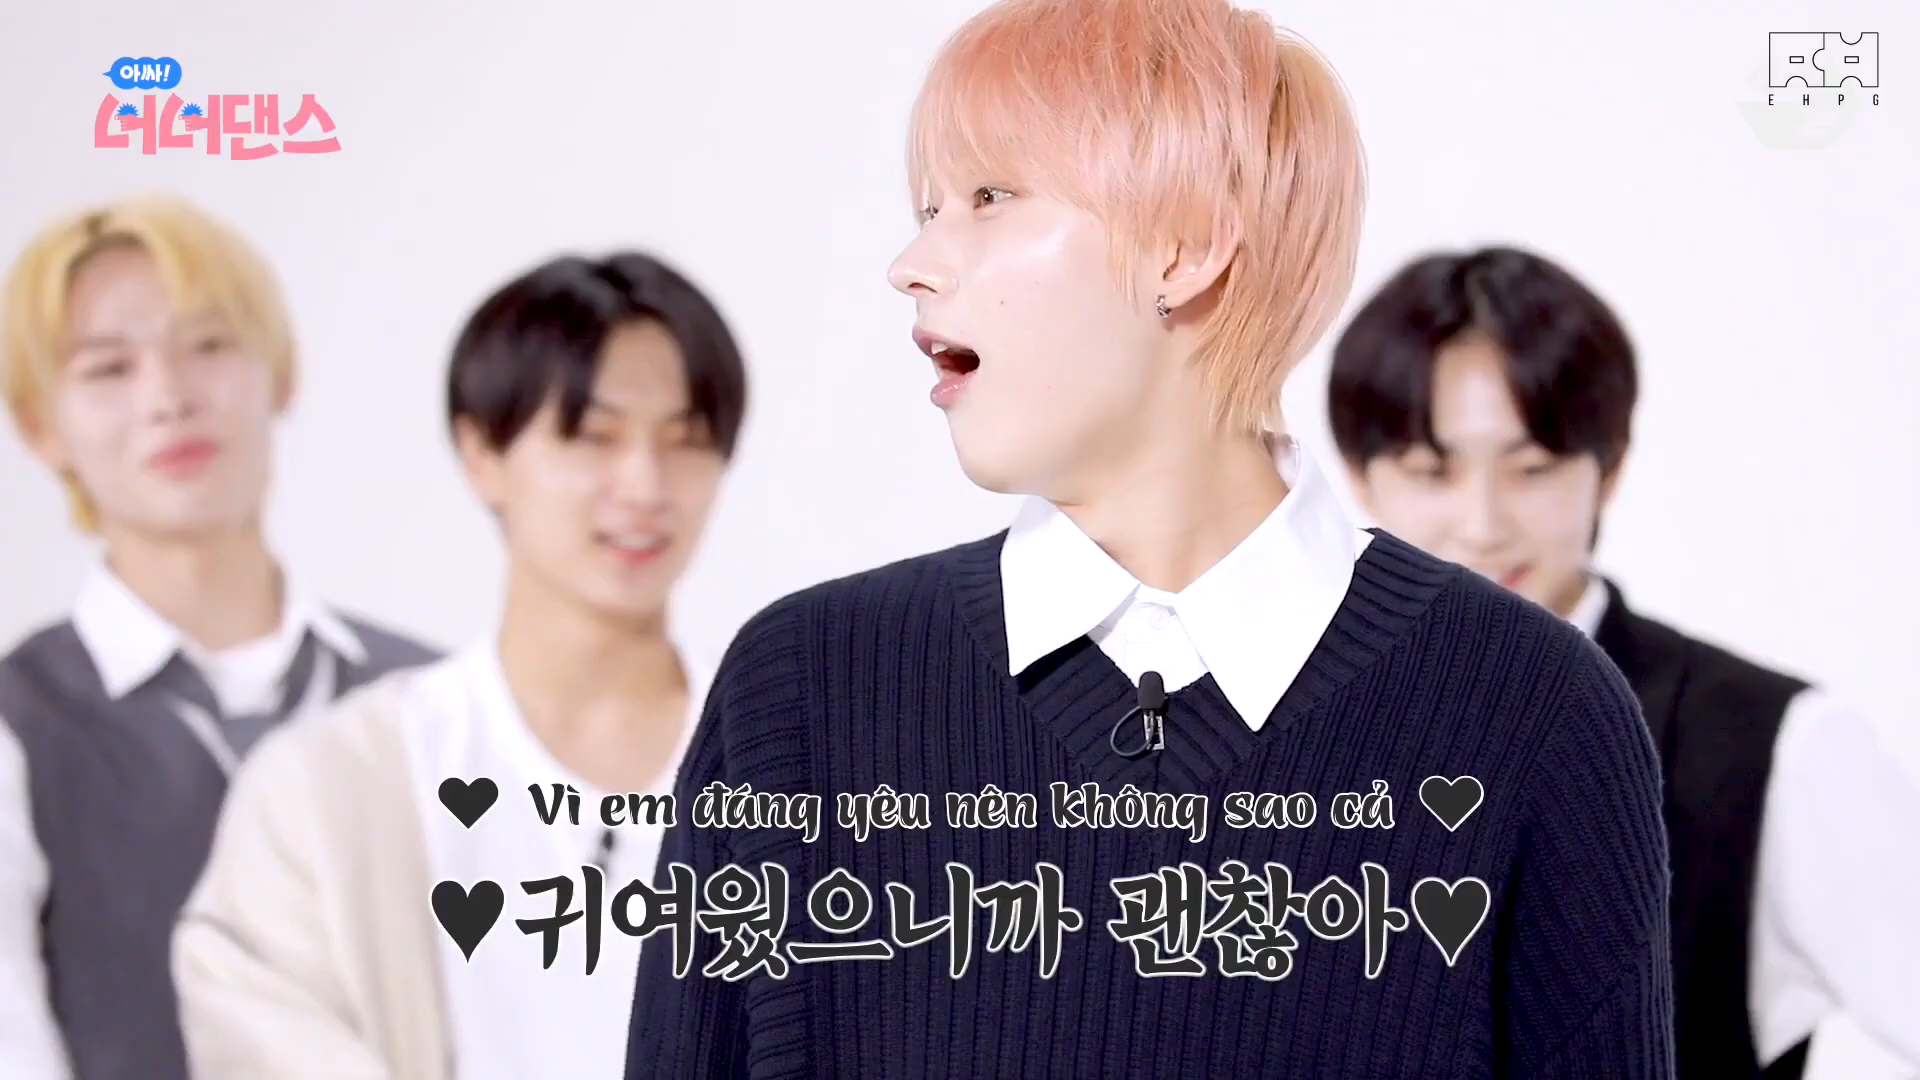 아싸!
너너댄스
EHPG
♥ Vì em đáng yêu nên không sao cả ♥
♥귀여웠으니까 괜찮아♥